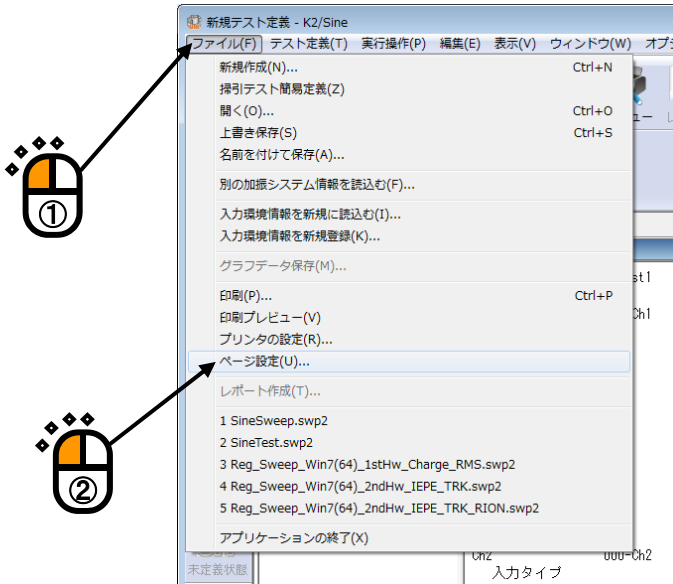 新規テスト定義 - K2/Sine
ファイル(F) テスト定義(T) 実行操作(P) 編集(E) 表示(V) ウィンドウ(W) オプ
新規作成(N)... Ctrl+N
掃引テスト簡易定義(Z)
開く(O)... Ctrl+O
上書き保存(S) Ctrl+S
名前を付けて保存(A)...
別の加振システム情報を読込む(F)...
入力環境情報を新規に読込む(I)...
入力環境情報を新規登録(K)...
グラフデータ保存(M)...
印刷(P)... Ctrl+P
印刷プレビュー(V)
プリンタの設定(R)...
ページ設定(U)...
レポート作成(T)...
1 SineSweep.swp2
2 SineTest.swp2
3 Reg_Sweep_Win7(64)_1stHw_Charge_RMS.swp2
4 Reg_Sweep_Win7(64)_2ndHw_IEPE_TRK.swp2
5 Reg_Sweep_Win7(64)_2ndHw_IEPE_TRK_RION.swp2
アプリケーションの終了(X)
①
②
ュー
st1
Ch1
未定義状態
Ch2 000-Ch2
入力タイプ